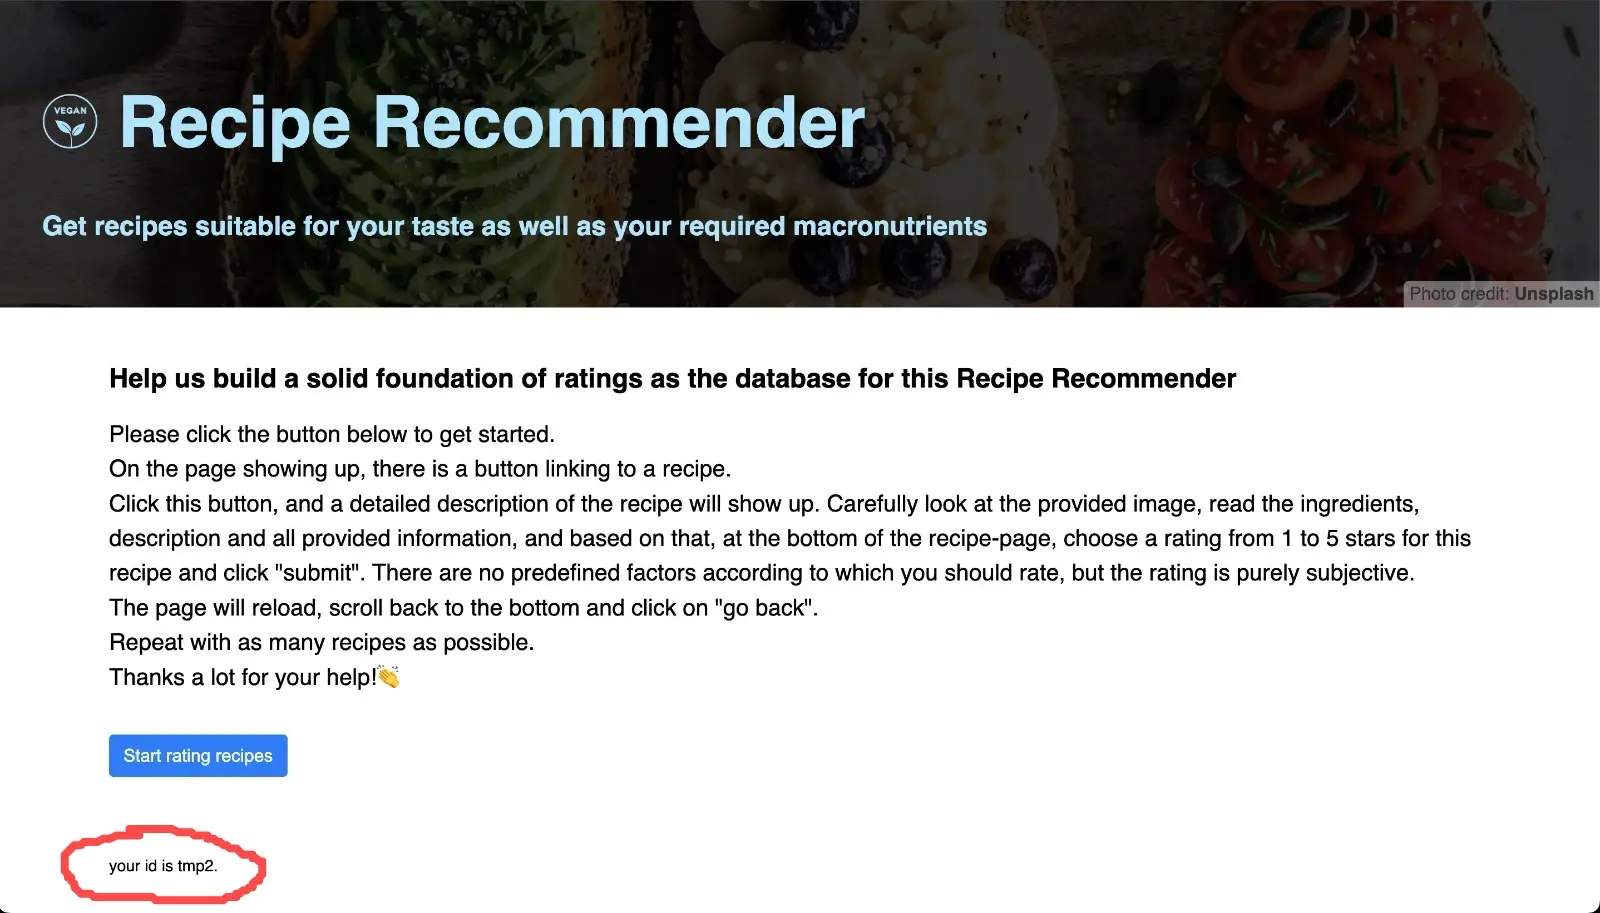 VEGAN
Recipe Recommender
Get recipes suitable for your taste as well as your required macronutrients
Photo credit: Unsplash
Help us build a solid foundation of ratings as the database for this Recipe Recommender
Please click the button below to get started.
On the page showing up, there is a button linking to a recipe.
Click this button, and a detailed description of the recipe will show up. Carefully look at the provided image, read the ingredients,
description and all provided information, and based on that, at the bottom of the recipe-page, choose a rating from 1 to 5 stars for this
recipe and click "submit". There are no predefined factors according to which you should rate, but the rating is purely subjective.
The page will reload, scroll back to the bottom and click on "go back".
Repeat with as many recipes as possible.
Thanks a lot for your help!👏
Start rating recipes
your id is tmp2.